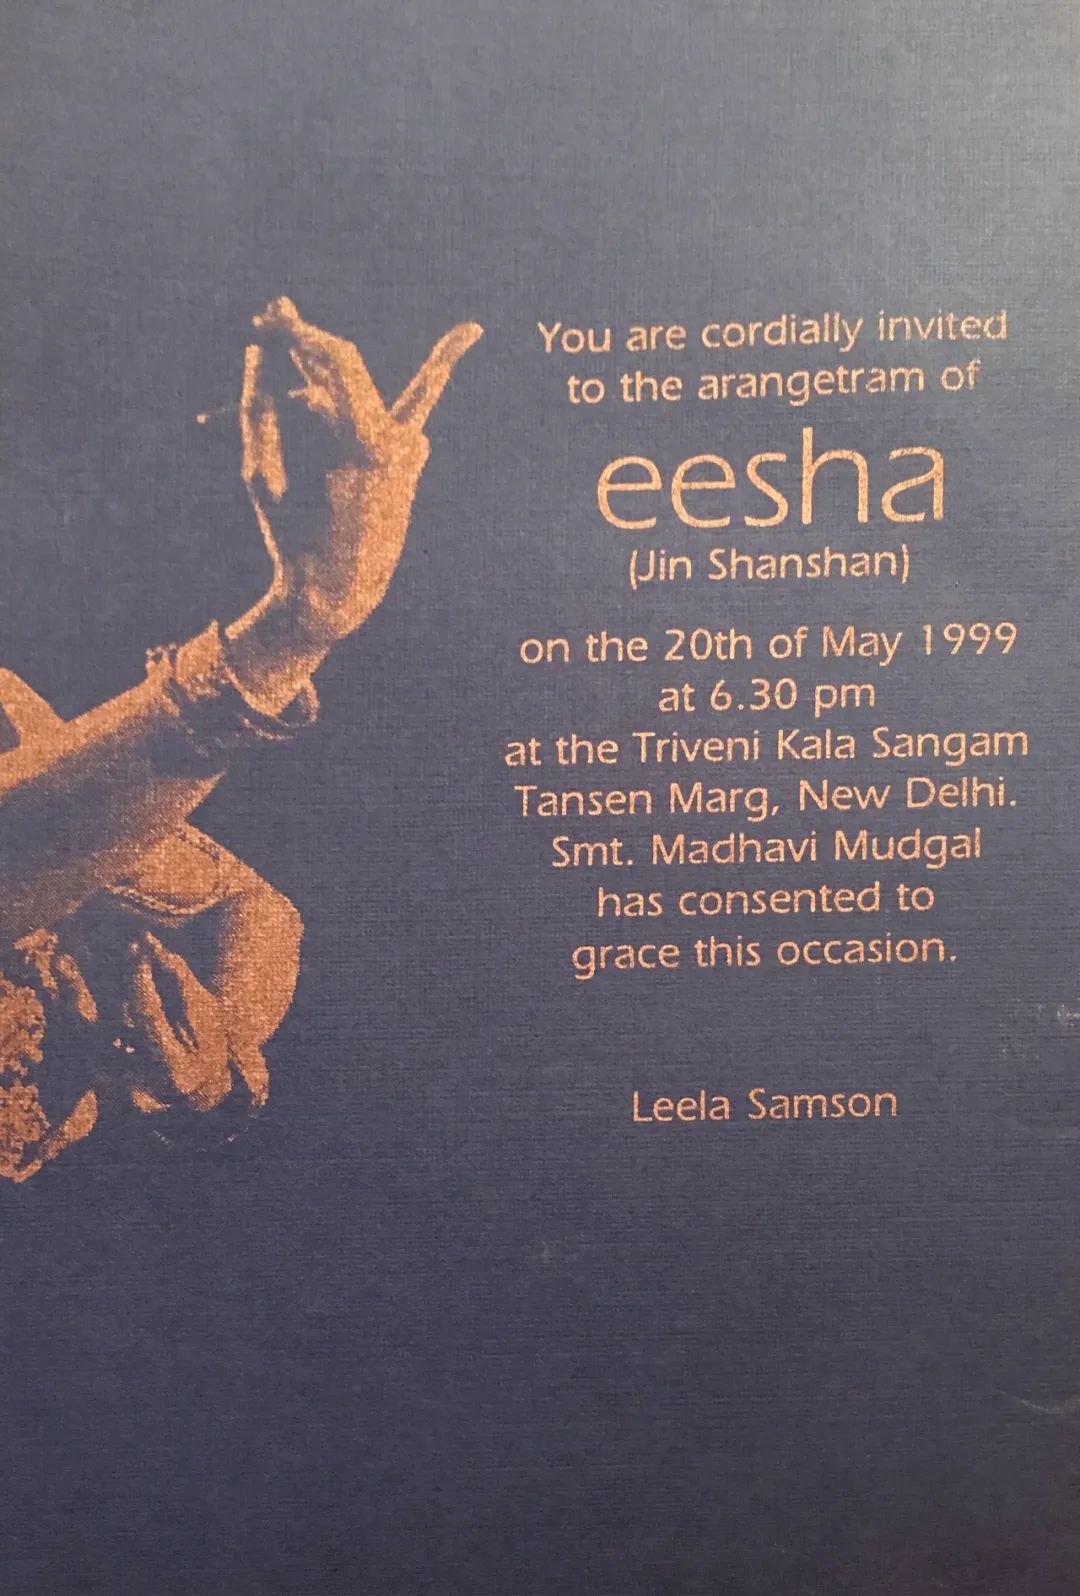 You are cordially invited
to the arangetram of
eesha
(Jin Shanshan)
on the 20th of May 1999
at 6.30 pm
at the Triveni Kala Sangam
Tansen Marg, New Delhi.
Smt. Madhavi Mudgal
has consented to
grace this occasion.
Leela Samson